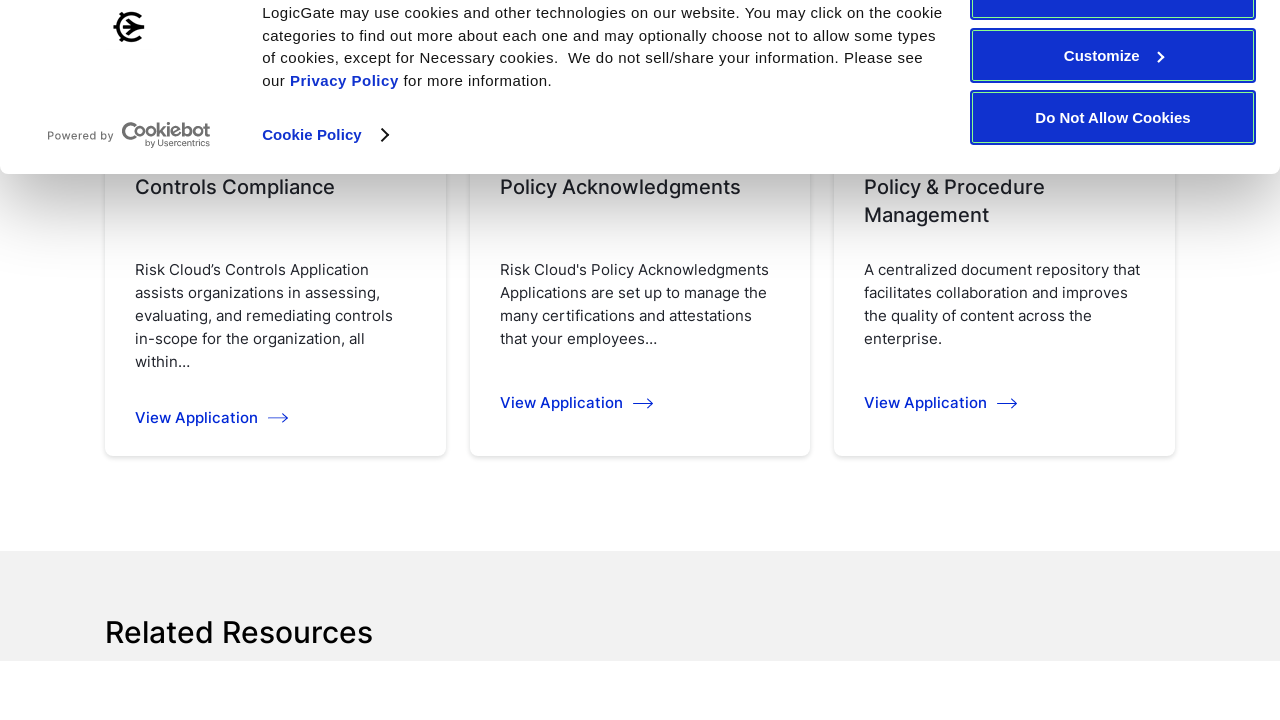 LogicGate may use cookies and other technologies on our website. You may click on the cookie
categories to find out more about each one and may optionally choose not to allow some types
of cookies, except for Necessary cookies.  We do not sell/share your information. Please see
our Privacy Policy for more information.
Customize
Do Not Allow Cookies
Powered by Cookiebot
by Usercentrics
Cookie Policy
Controls Compliance
Risk Cloud’s Controls Application
assists organizations in assessing,
evaluating, and remediating controls
in-scope for the organization, all
within...
View Application
Policy Acknowledgments
Risk Cloud's Policy Acknowledgments
Applications are set up to manage the
many certifications and attestations
that your employees...
View Application
Policy & Procedure
Management
A centralized document repository that
facilitates collaboration and improves
the quality of content across the
enterprise.
View Application
Related Resources